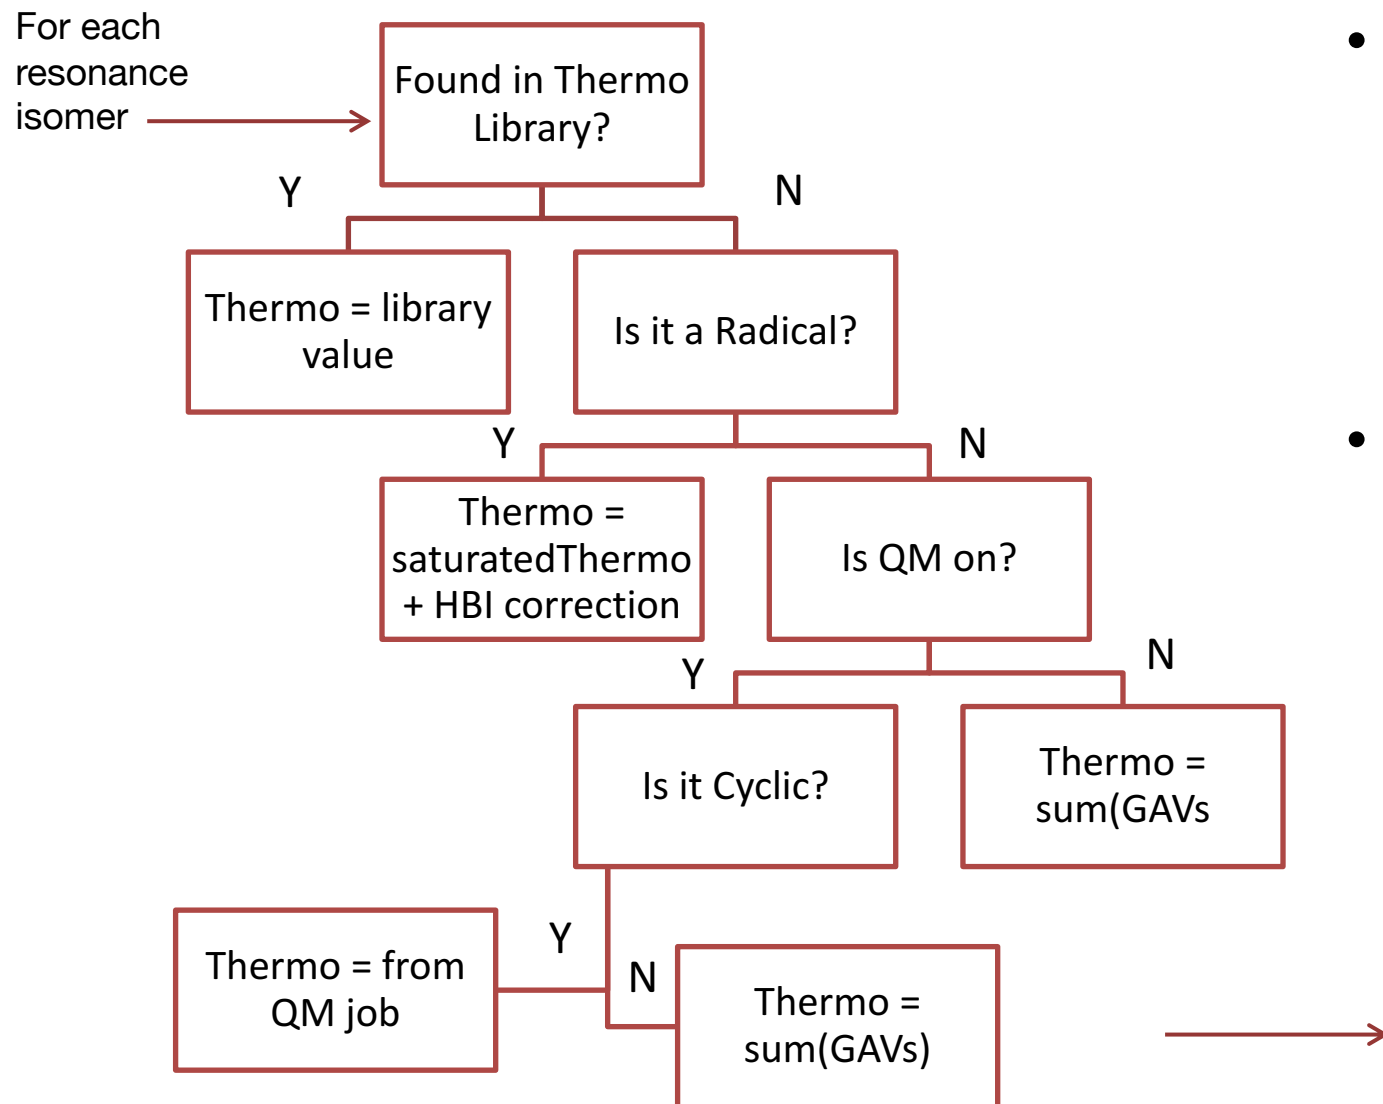 For each
resonance
isomer
Found in Thermo
Library?
Y
N
Thermo = library
value
Is it a Radical?
Y
N
Thermo =
saturatedThermo
+ HBI correction
Is QM on?
Y
N
Is it Cyclic?
Thermo =
sum(GAVs
Y
N
Thermo = from
QM job
Thermo =
sum(GAVs)
•
•